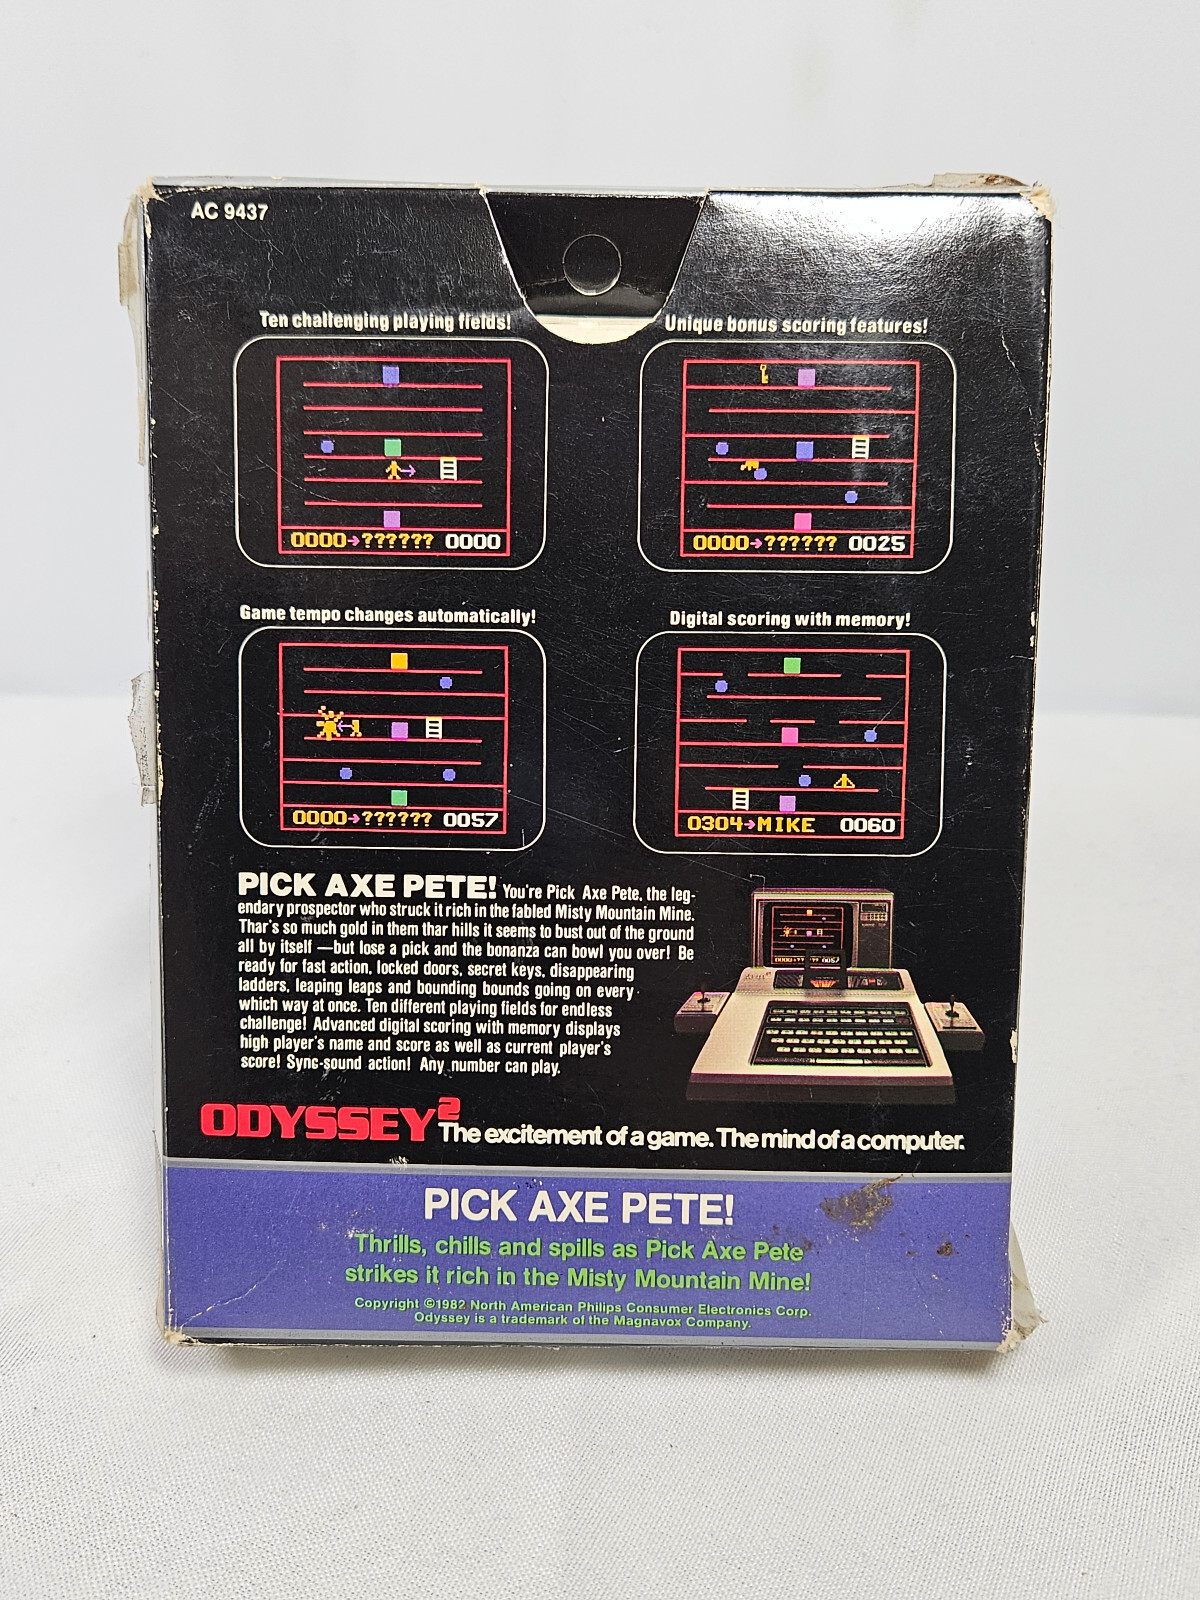 AC 9437
Ten challenging playing fields!
Unique bonus scoring features!
0000→?????? 0000
0000→?????? 0025
Game tempo changes automatically!
Digital scoring with memory!
0000→?????? 0057
0304→MIKE 0060
PICK AXE PETE! You're Pick Axe Pete, the leg-
endary prospector who struck it rich in the fabled Misty Mountain Mine.
Thar's so much gold in them thar hills it seems to bust out of the ground
all by itself —but lose a pick and the bonanza can bowl you over! Be
ready for fast action, locked doors, secret keys, disappearing
ladders, leaping leaps and bounding bounds going on every
which way at once. Ten different playing fields for endless
challenge! Advanced digital scoring with memory displays
high player's name and score as well as current player's
score! Sync-sound action! Any number can play.
0000→?????? 0057
ODYSSEY² The excitement of a game. The mind of a computer.
PICK AXE PETE!
Thrills, chills and spills as Pick Axe Pete
strikes it rich in the Misty Mountain Mine!
Copyright ©1982 North American Philips Consumer Electronics Corp.
Odyssey is a trademark of the Magnavox Company.